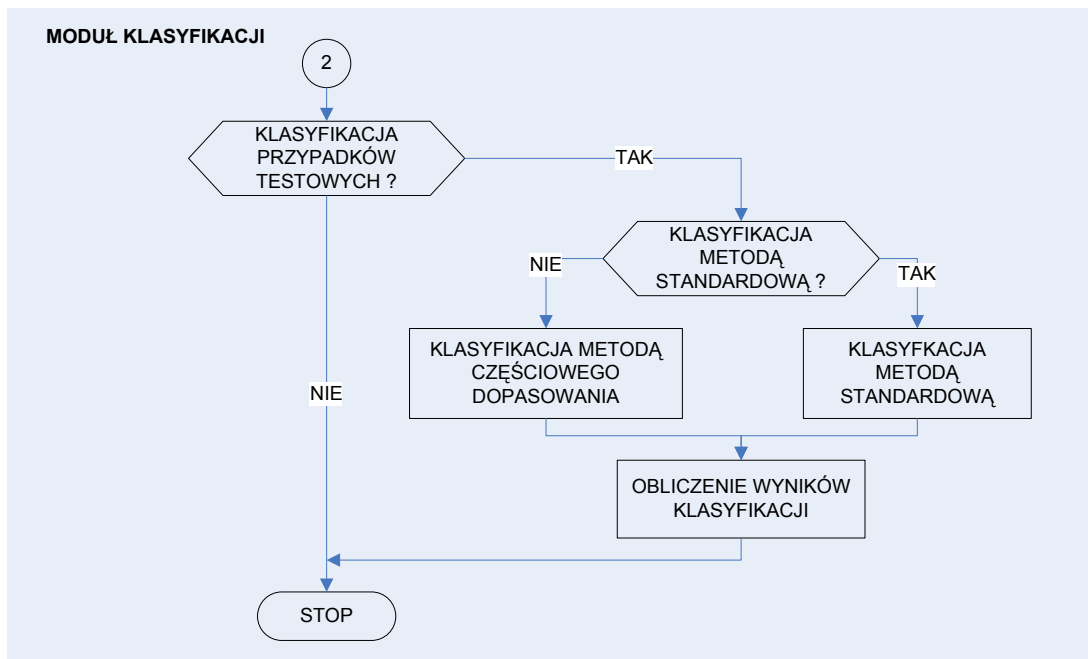 MODUŁ KLASYFIKACJI
2
KLASYFIKACJA
PRZYPADKÓW
TESTOWYCH ?
TAK
KLASYFIKACJA
METODĄ
STANDARDOWĄ ?
NIE
TAK
KLASYFIKACJA METODĄ
CZĘŚCIOWEGO
DOPASOWANIA
KLASYFKACJA
METODĄ
STANDARDOWĄ
NIE
OBLICZENIE WYNIKÓW
KLASYFIKACJI
STOP